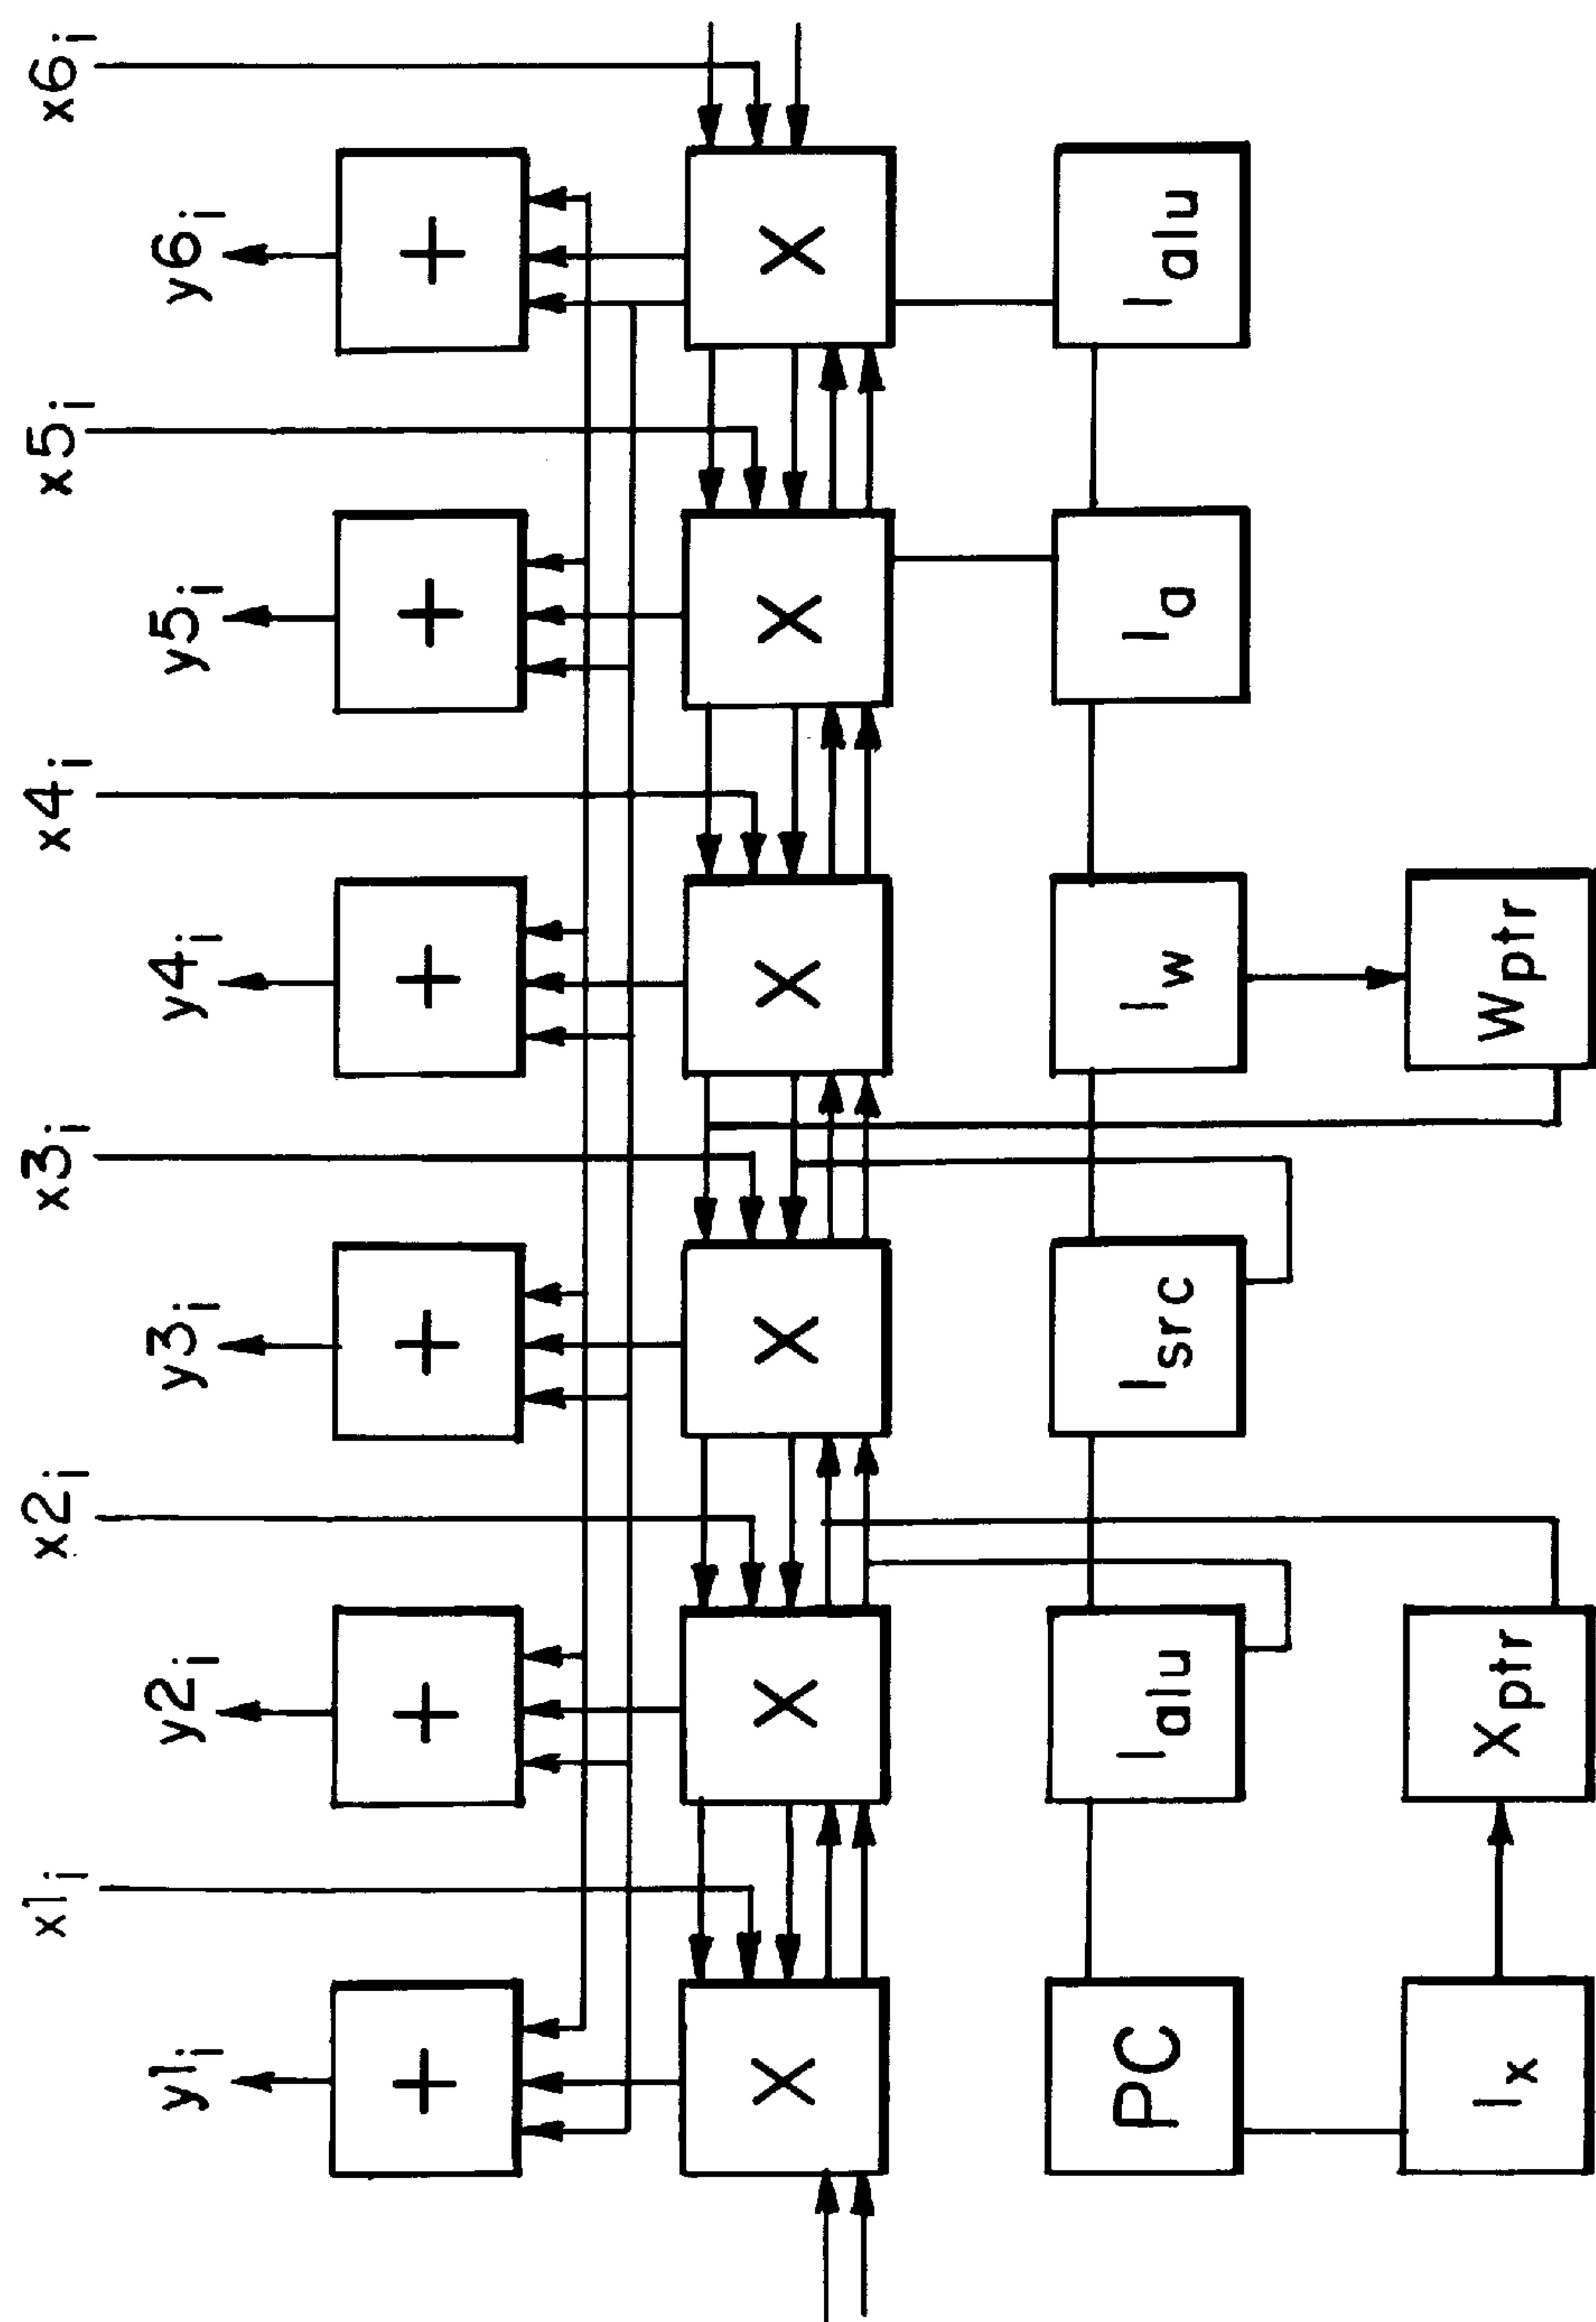 x1i
x2i
x3i
x4i
x5i
x6i
y1i
y2i
y3i
y4i
y5i
y6i
+
+
+
+
+
+
X
X
X
X
X
X
PC
Ialu
Isrc
Iw
Ia
Ialu
Ix
Xptr
Wptr